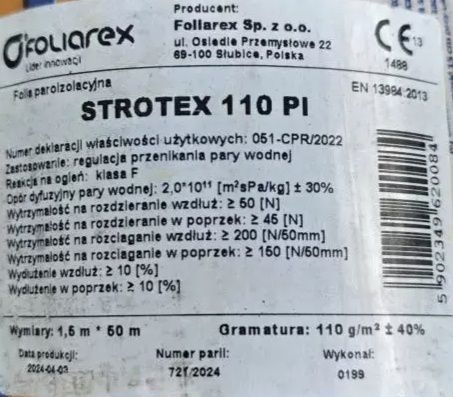 FOLIAREX
Lider innowacji
Producent:
Foliarex Sp. z o.o.
ul. Osiedle Przemysłowe 22
69-100 Słubice, Polska
CE 13
1488
Folia paroizolacyjna
EN 13984:2013
STROTEX 110 PI
Numer deklaracji właściwości użytkowych: 051-CPR/2022
Zastosowanie: regulacja przenikania pary wodnej
Reakcja na ogień: klasa F
Opór dyfuzyjny pary wodnej: 2,0*10¹¹ [m²sPa/kg] ± 30%
Wytrzymałość na rozdzieranie wzdłuż: ≥ 50 [N]
Wytrzymałość na rozdzieranie w poprzek: ≥ 45 [N]
Wytrzymałość na rozciąganie wzdłuż: ≥ 200 [N/50mm]
Wytrzymałość na rozciąganie w poprzek: ≥ 150 [N/50mm]
Wydłużenie wzdłuż: ≥ 10 [%]
Wydłużenie w poprzek: ≥ 10 [%]
5 902349 620084
Wymiary: 1,5 m * 50 m
Gramatura: 110 g/m² ± 40%
Data produkcji:
2024-04-03
Numer partii:
721/2024
Wykonał:
0199